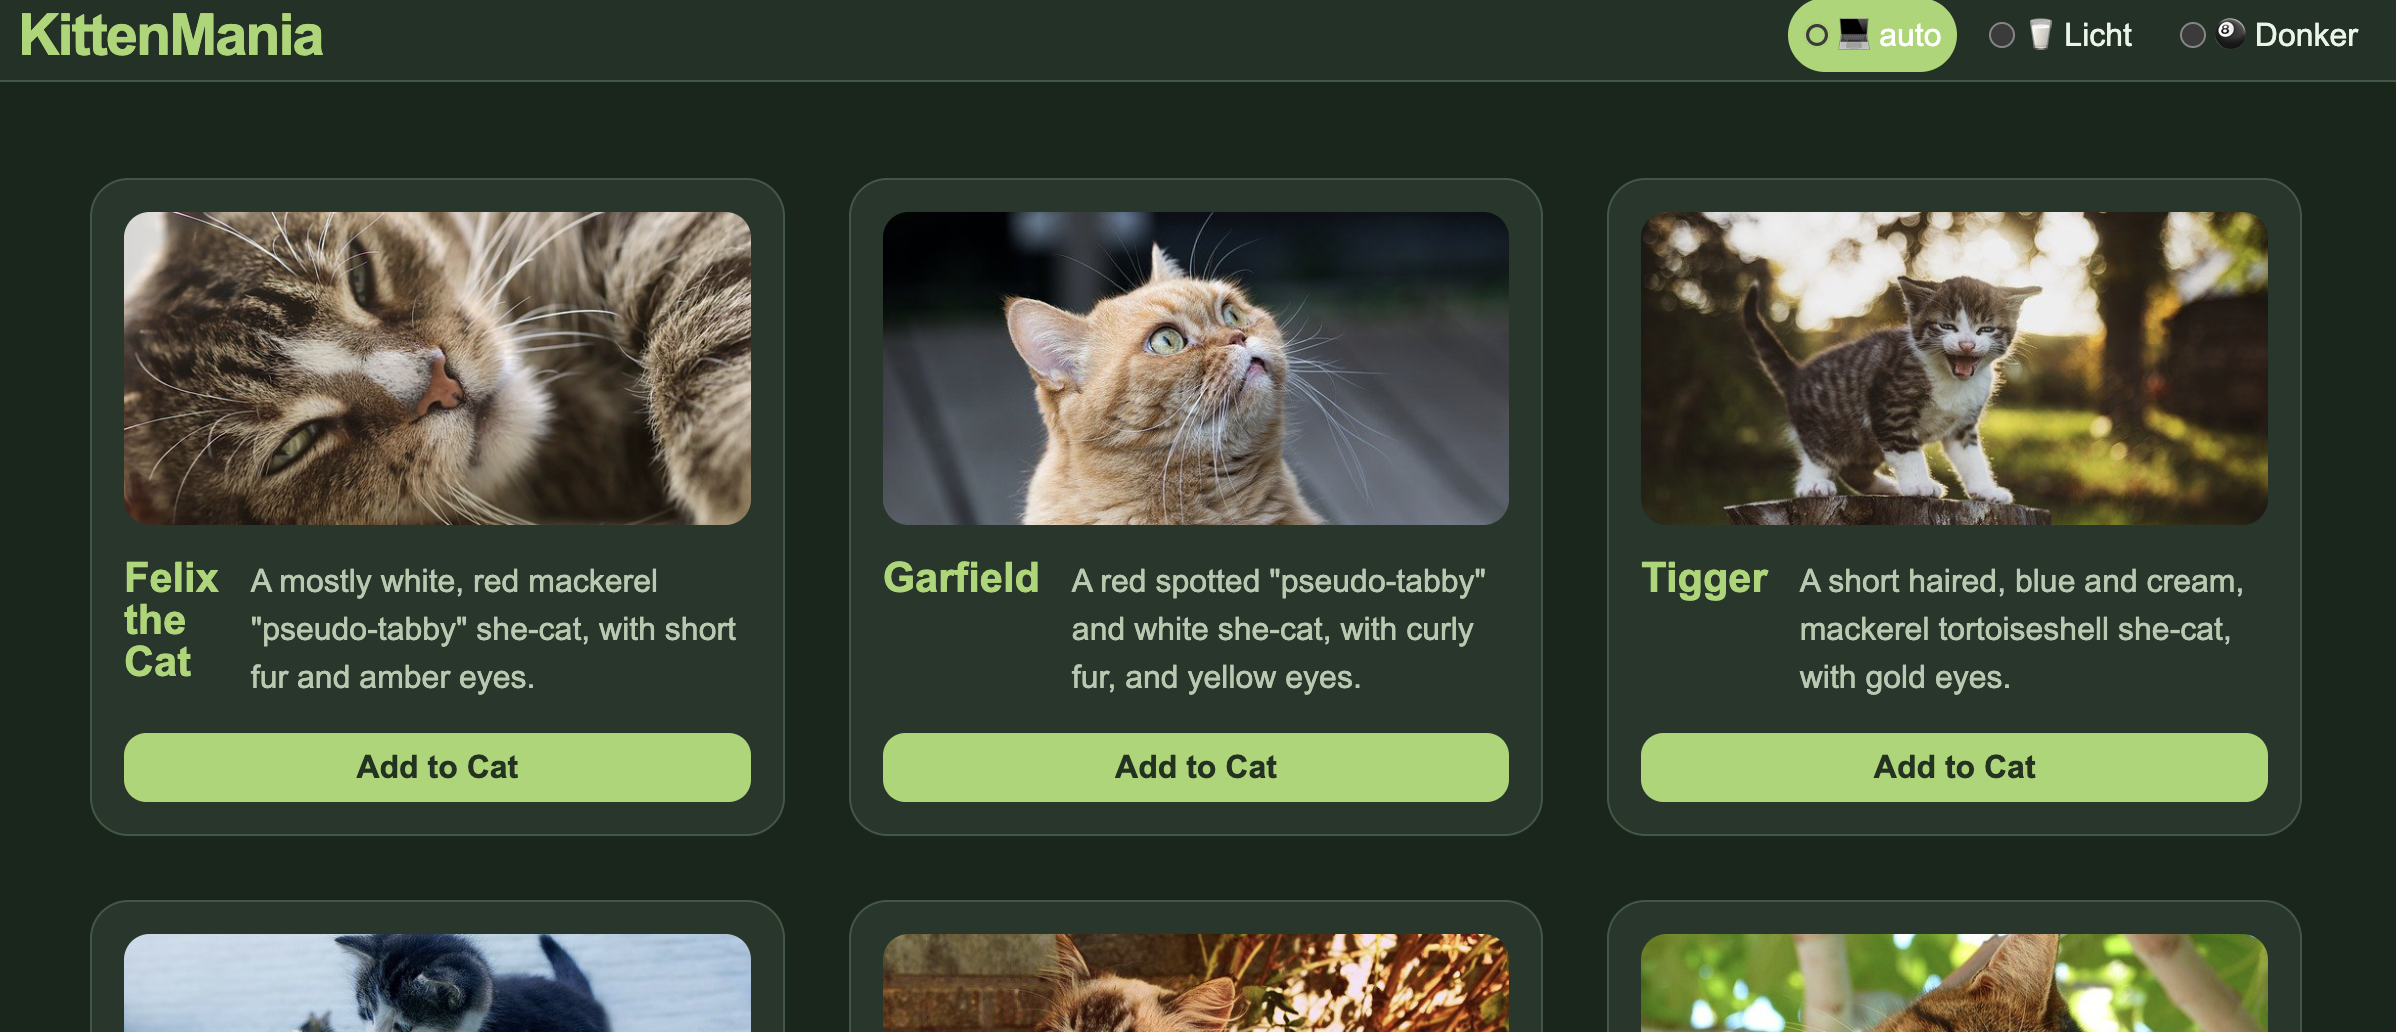 KittenMania
auto
Licht
Donker
Felix
the
Cat
A mostly white, red mackerel
"pseudo-tabby" she-cat, with short
fur and amber eyes.
Add to Cat
Garfield
A red spotted "pseudo-tabby"
and white she-cat, with curly
fur, and yellow eyes.
Add to Cat
Tigger
A short haired, blue and cream,
mackerel tortoiseshell she-cat,
with gold eyes.
Add to Cat